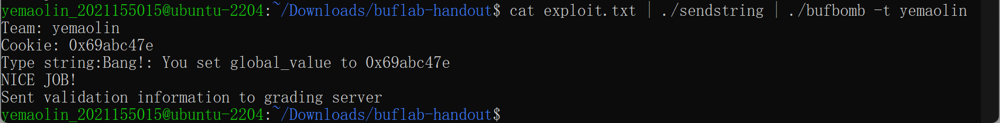 yemaolin_2021155015@ubuntu-2204:~/Downloads/buflab-handout$ cat exploit.txt | ./sendstring | ./bufbomb -t yemaolin
Team: yemaolin
Cookie: 0x69abc47e
Type string:Bang!: You set global_value to 0x69abc47e
NICE JOB!
Sent validation information to grading server
yemaolin_2021155015@ubuntu-2204:~/Downloads/buflab-handout$